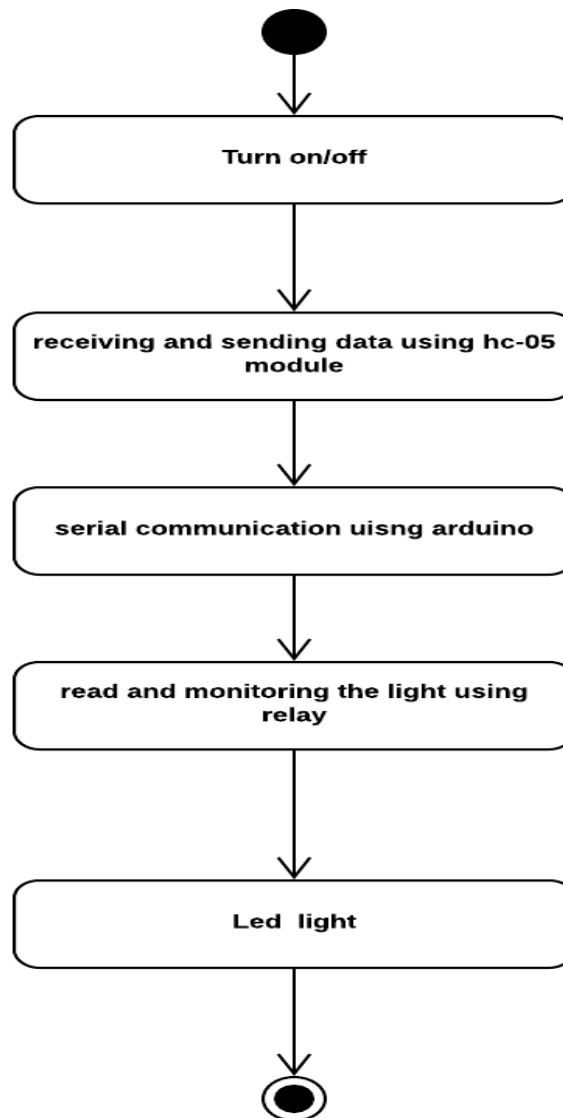 Turn on/off
receiving and sending data using hc-05
module
serial communication uisng arduino
read and monitoring the light using
relay
Led  light